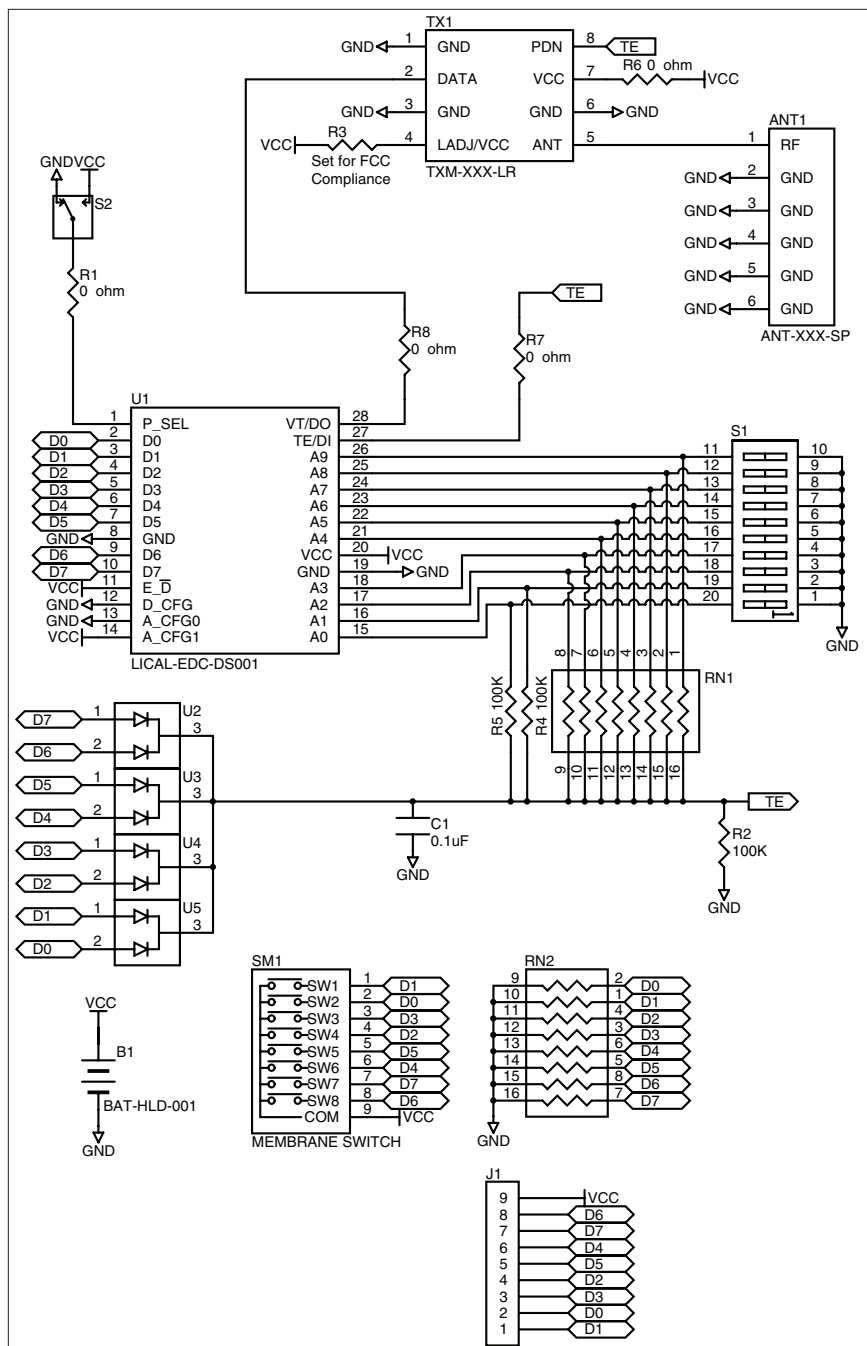 TX1
GND 1 GND PDN 8 TE
2 DATA VCC 7 R6 0 ohm VCC
GND 3 GND GND 6 GND
VCC R3 4 LADJ/VCC ANT 5
Set for FCC
Compliance
TXM-XXX-LR
ANT1
1 RF
GND 2 GND
GND 3 GND
GND 4 GND
GND 5 GND
GND 6 GND
ANT-XXX-SP
GND VCC
S2
R1
0 ohm
R8
0 ohm
TE
R7
0 ohm
U1
1 P_SEL VT/DO 28
D0 2 D0 TE/DI 27
D1 3 D1 A9 26
D2 4 D2 A8 25
D3 5 D3 A7 24
D4 6 D4 A6 23
D5 7 D5 A5 22
GND 8 GND A4 21
D6 9 D6 VCC 20 VCC
D7 10 D7 GND 19 GND
VCC 11 E_D A3 18
GND 12 D_CFG A2 17
GND 13 A_CFG0 A1 16
VCC 14 A_CFG1 A0 15
LICAL-EDC-DS001
S1
11 10
12 9
13 8
14 7
15 6
16 5
17 4
18 3
19 2
20 1
GND
R5 100K
R4 100K
8 7 6 5 4 3 2 1
RN1
9 10 11 12 13 14 15 16
D7 1 U2
3
D6 2
D5 1 U3
3
D4 2
D3 1 U4
3
D2 2
D1 1 U5
3
D0 2
C1
0.1uF
GND
TE
R2
100K
GND
VCC
B1
BAT-HLD-001
GND
SM1
SW1 1 D1
SW2 2 D0
SW3 3 D3
SW4 4 D2
SW5 5 D5
SW6 6 D4
SW7 7 D7
SW8 8 D6
COM 9 VCC
MEMBRANE SWITCH
RN2
9 2 D0
10 1 D1
11 4 D2
12 3 D3
13 6 D4
14 5 D5
15 8 D6
16 7 D7
GND
J1
9 VCC
8 D6
7 D7
6 D4
5 D5
4 D2
3 D3
2 D0
1 D1